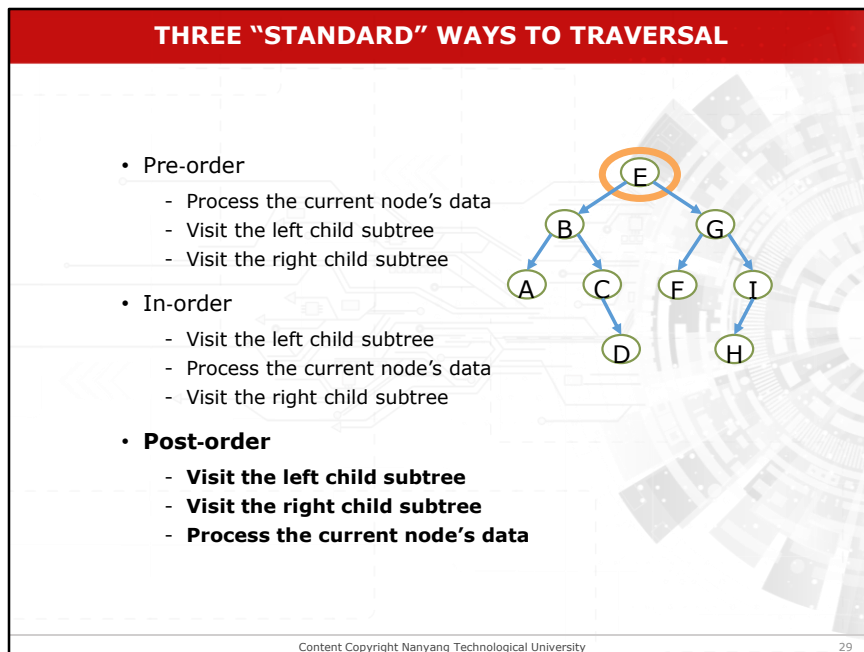 THREE “STANDARD” WAYS TO TRAVERSAL
• Pre-order
- Process the current node’s data
- Visit the left child subtree
- Visit the right child subtree
• In-order
- Visit the left child subtree
- Process the current node’s data
- Visit the right child subtree
• Post-order
- Visit the left child subtree
- Visit the right child subtree
- Process the current node’s data
E
B G
A C F I
D H
Content Copyright Nanyang Technological University 29